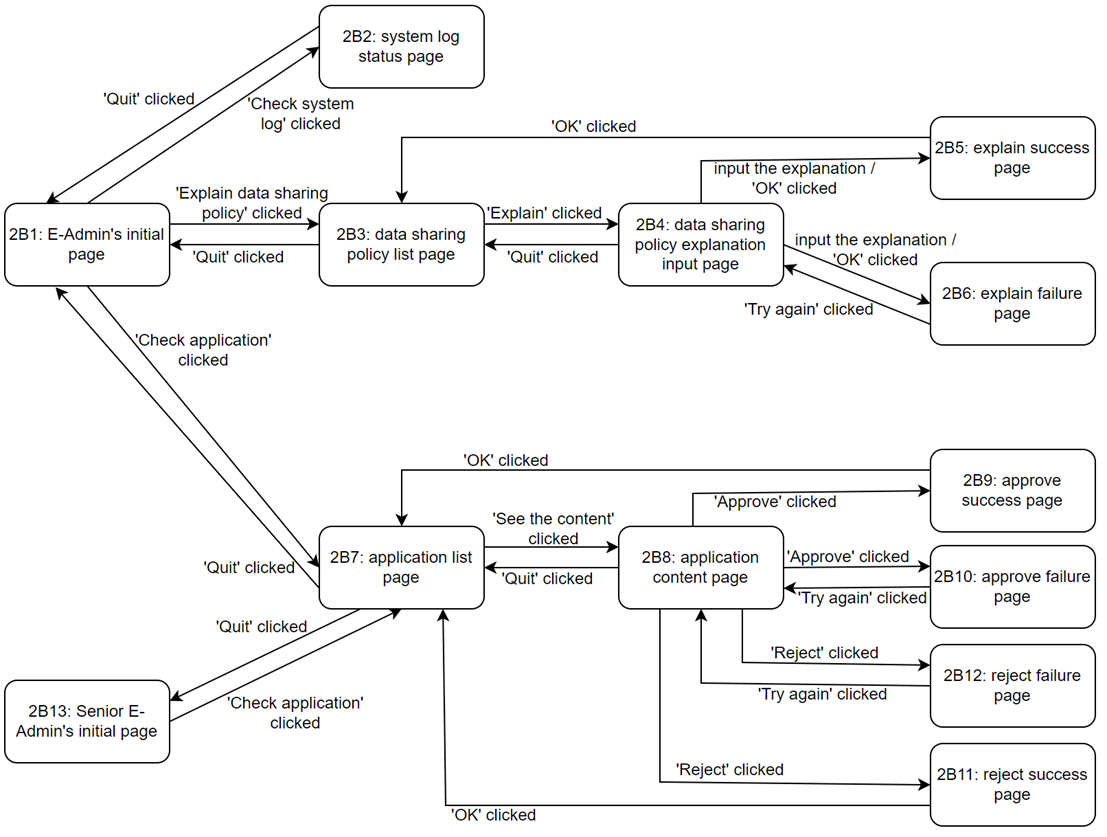 2B2: system log
status page
'Quit' clicked
'Check system
log' clicked
'OK' clicked
2B5: explain success
page
input the explanation /
'OK' clicked
'Explain data sharing
policy' clicked
'Explain' clicked
2B1: E-Admin's initial
page
2B3: data sharing
policy list page
2B4: data sharing
policy explanation
input page
'Quit' clicked
'Quit' clicked
input the explanation /
'OK' clicked
'Try again' clicked
2B6: explain failure
page
'Check application'
clicked
'OK' clicked
2B9: approve
success page
'Approve' clicked
'See the content'
clicked
2B7: application list
page
2B8: application
content page
'Quit' clicked
'Quit' clicked
'Approve' clicked
'Try again' clicked
2B10: approve failure
page
'Quit' clicked
'Reject' clicked
'Try again' clicked
2B12: reject failure
page
'Check application'
clicked
2B13: Senior E-
Admin's initial page
'Reject' clicked
2B11: reject success
page
'OK' clicked